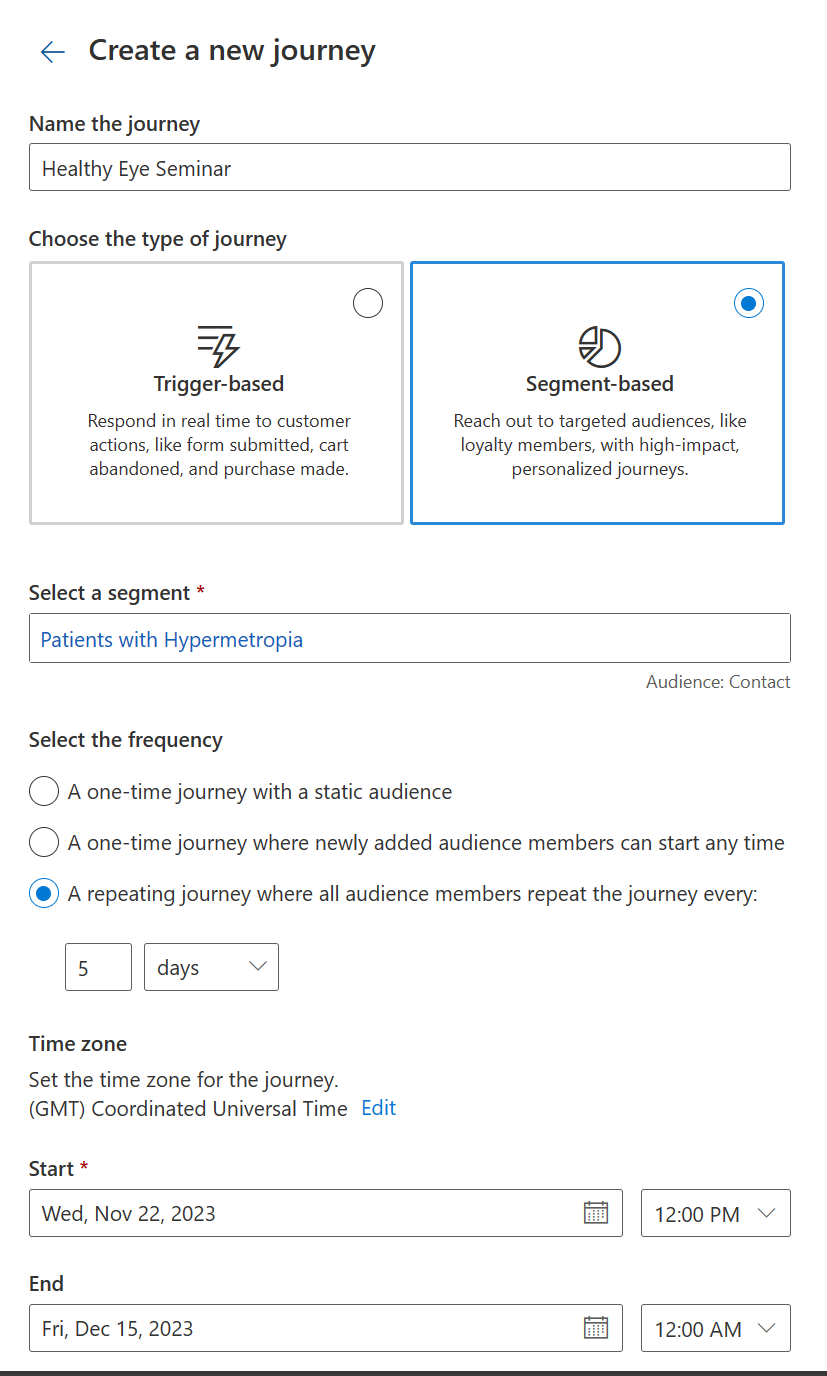 Create a new journey
Name the journey
Healthy Eye Seminar
Choose the type of journey
Trigger-based
Respond in real time to customer
actions, like form submitted, cart
abandoned, and purchase made.
Segment-based
Reach out to targeted audiences, like
loyalty members, with high-impact,
personalized journeys.
Select a segment *
Patients with Hypermetropia
Audience: Contact
Select the frequency
A one-time journey with a static audience
A one-time journey where newly added audience members can start any time
A repeating journey where all audience members repeat the journey every:
5 days
Time zone
Set the time zone for the journey.
(GMT) Coordinated Universal Time Edit
Start *
Wed, Nov 22, 2023 12:00 PM
End
Fri, Dec 15, 2023 12:00 AM